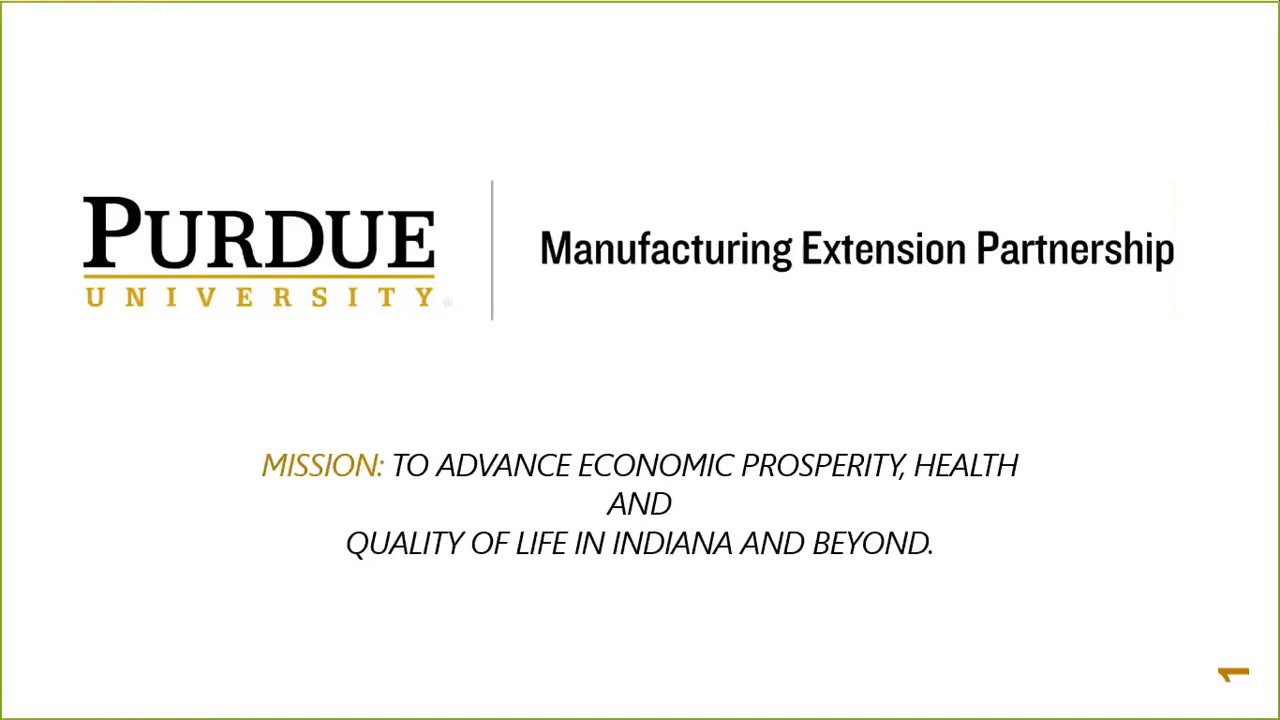 PURDUE
UNIVERSITY®
Manufacturing Extension Partnership
MISSION: TO ADVANCE ECONOMIC PROSPERITY, HEALTH
AND
QUALITY OF LIFE IN INDIANA AND BEYOND.
1